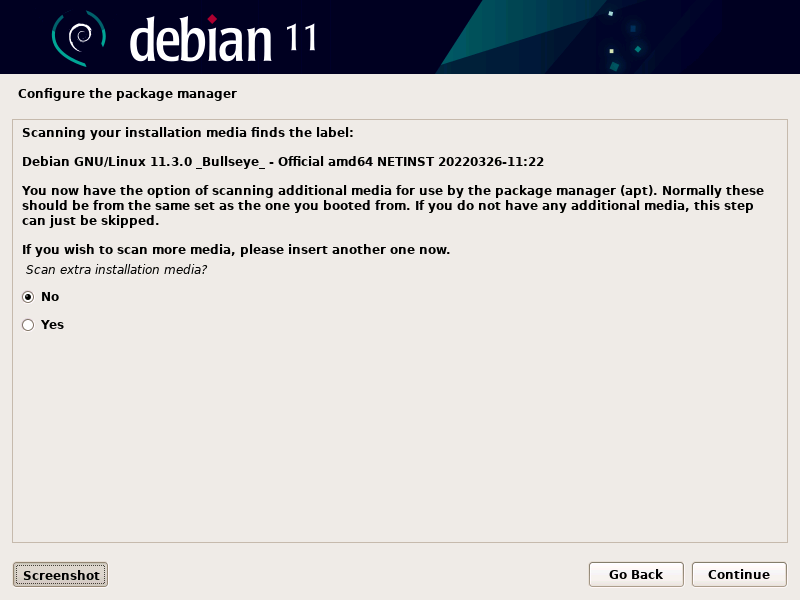 debian 11
Configure the package manager
Scanning your installation media finds the label:
Debian GNU/Linux 11.3.0 _Bullseye_ - Official amd64 NETINST 20220326-11:22
You now have the option of scanning additional media for use by the package manager (apt). Normally these
should be from the same set as the one you booted from. If you do not have any additional media, this step
can just be skipped.
If you wish to scan more media, please insert another one now.
Scan extra installation media?
No
Yes
Screenshot
Go Back
Continue